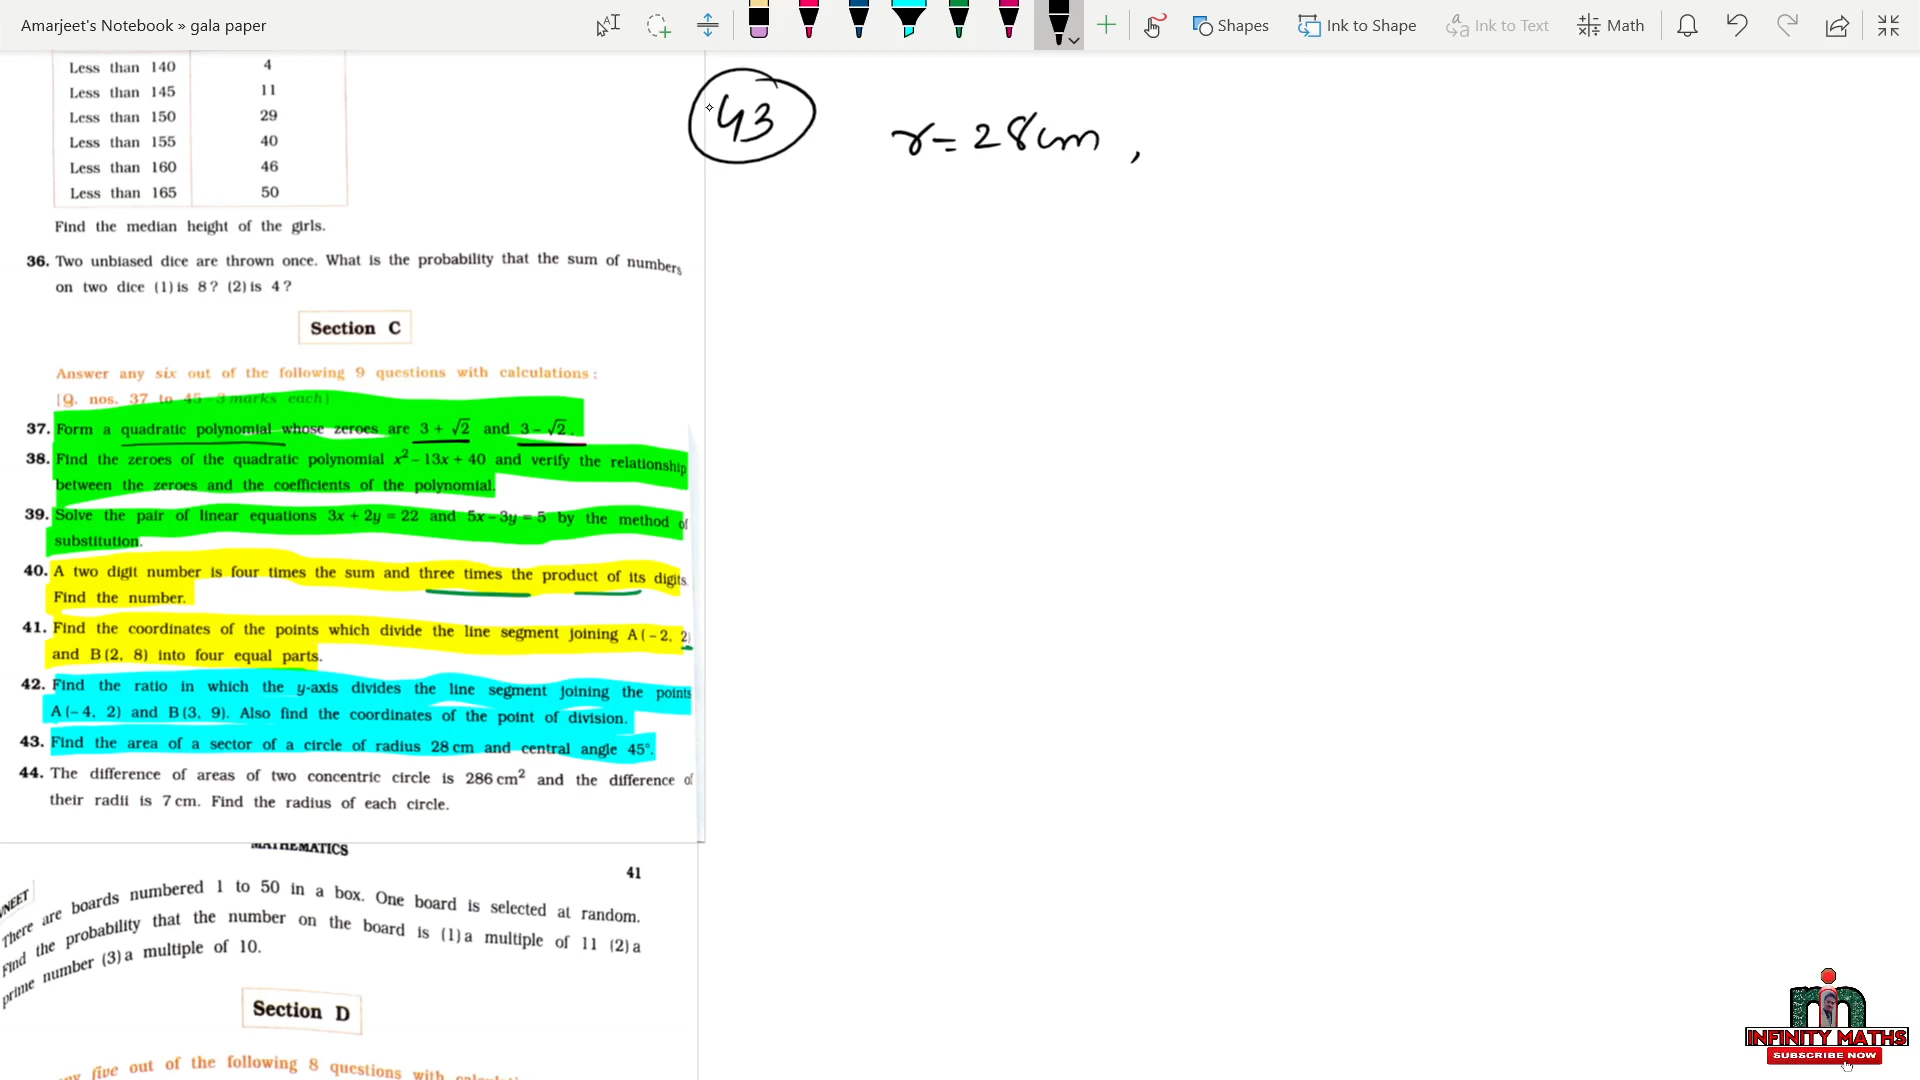 Amarjeet's Notebook » gala paper
Shapes
Ink to Shape
Ink to Text
Math
Less than 140 4
Less than 145 11
Less than 150 29
Less than 155 40
Less than 160 46
Less than 165 50
Find the median height of the girls.
36. Two unbiased dice are thrown once. What is the probability that the sum of numbers
on two dice (1) is 8? (2) is 4?
Section C
Answer any six out of the following 9 questions with calculations:
[Q. nos. 37 to 45 – 3 marks each]
37. Form a quadratic polynomial whose zeroes are 3 + √2 and 3 – √2.
38. Find the zeroes of the quadratic polynomial x² – 13x + 40 and verify the relationship
between the zeroes and the coefficients of the polynomial.
39. Solve the pair of linear equations 3x + 2y = 22 and 5x – 3y = 5 by the method of
substitution.
40. A two digit number is four times the sum and three times the product of its digits.
Find the number.
41. Find the coordinates of the points which divide the line segment joining A(–2, 2)
and B(2, 8) into four equal parts.
42. Find the ratio in which the y-axis divides the line segment joining the points
A(–4, 2) and B(3, 9). Also find the coordinates of the point of division.
43. Find the area of a sector of a circle of radius 28 cm and central angle 45°.
44. The difference of areas of two concentric circle is 286 cm² and the difference of
their radii is 7 cm. Find the radius of each circle.
MATHEMATICS
41
There are boards numbered 1 to 50 in a box. One board is selected at random.
Find the probability that the number on the board is (1) a multiple of 11 (2) a
prime number (3) a multiple of 10.
Section D
five out of the following 8 questions with
43 r = 28 cm ,
INFINITY MATHS
SUBSCRIBE NOW